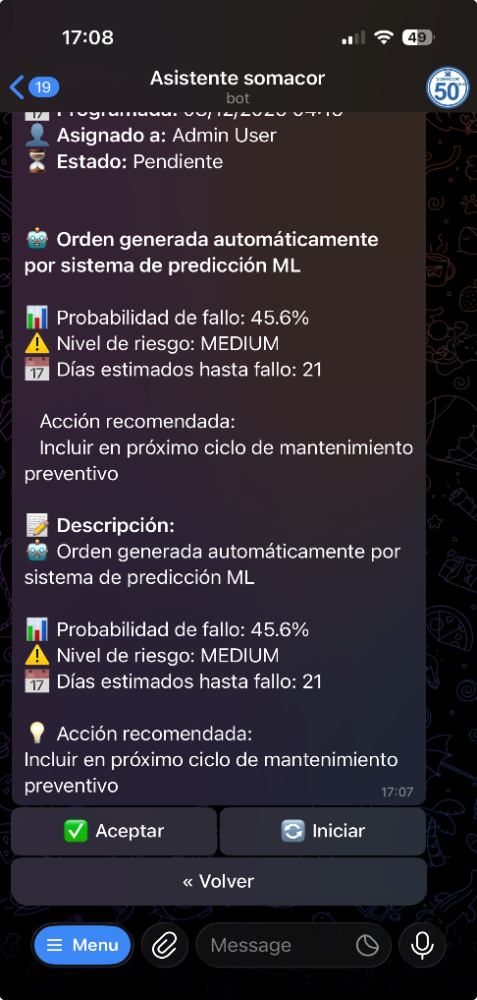 17:08
49
19
Asistente somacor
bot
SOMACOR
50
Asignado a: Admin User
Estado: Pendiente
Orden generada automáticamente
por sistema de predicción ML
Probabilidad de fallo: 45.6%
Nivel de riesgo: MEDIUM
17 Días estimados hasta fallo: 21
Acción recomendada:
Incluir en próximo ciclo de mantenimiento
preventivo
Descripción:
Orden generada automáticamente por
sistema de predicción ML
Probabilidad de fallo: 45.6%
Nivel de riesgo: MEDIUM
17 Días estimados hasta fallo: 21
Acción recomendada:
Incluir en próximo ciclo de mantenimiento
preventivo
17:07
Aceptar
Iniciar
« Volver
Menu
Message